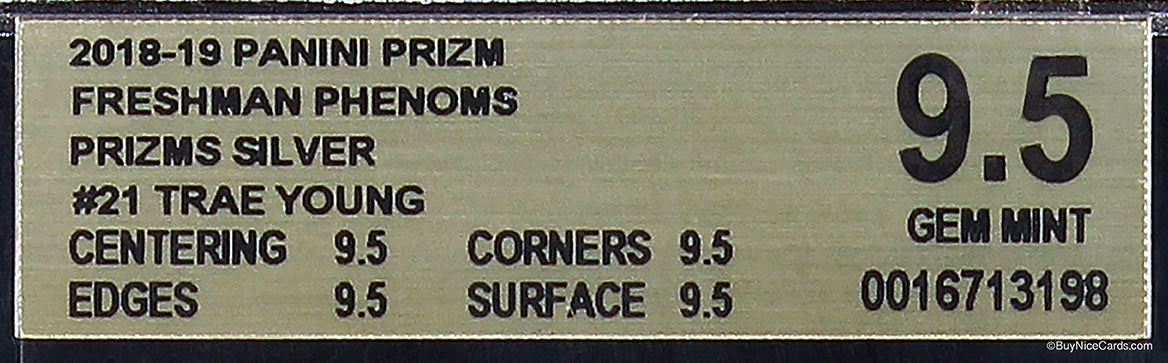 2018-19 PANINI PRIZM
FRESHMAN PHENOMS
PRIZMS SILVER
#21 TRAE YOUNG
CENTERING 9.5 CORNERS 9.5
EDGES 9.5 SURFACE 9.5
9.5
GEM MINT
0016713198
©BuyNiceCards.com